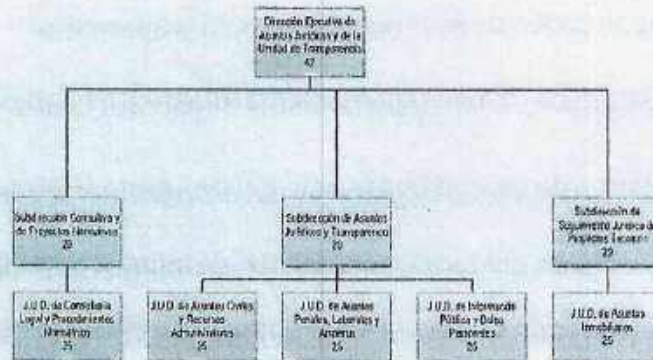 Dirección Ejecutiva de
Asuntos Jurídicos y de la
Unidad de Transparencia
42
Subdirección Consultiva y
de Proyectos Normativos
29
Subdirección de Asuntos
Jurídicos y Transparencia
29
Subdirección de
Seguimiento Jurídico de
Proyectos
29
J.U.D. de Consultoría
Legal y Procedimientos
Normativos
25
J.U.D. de Asuntos Civiles
y Recursos
Administrativos
25
J.U.D. de Asuntos
Penales, Laborales y
Amparos
25
J.U.D. de Información
Pública y Datos
Personales
25
J.U.D. de Asuntos
Inmobiliarios
25